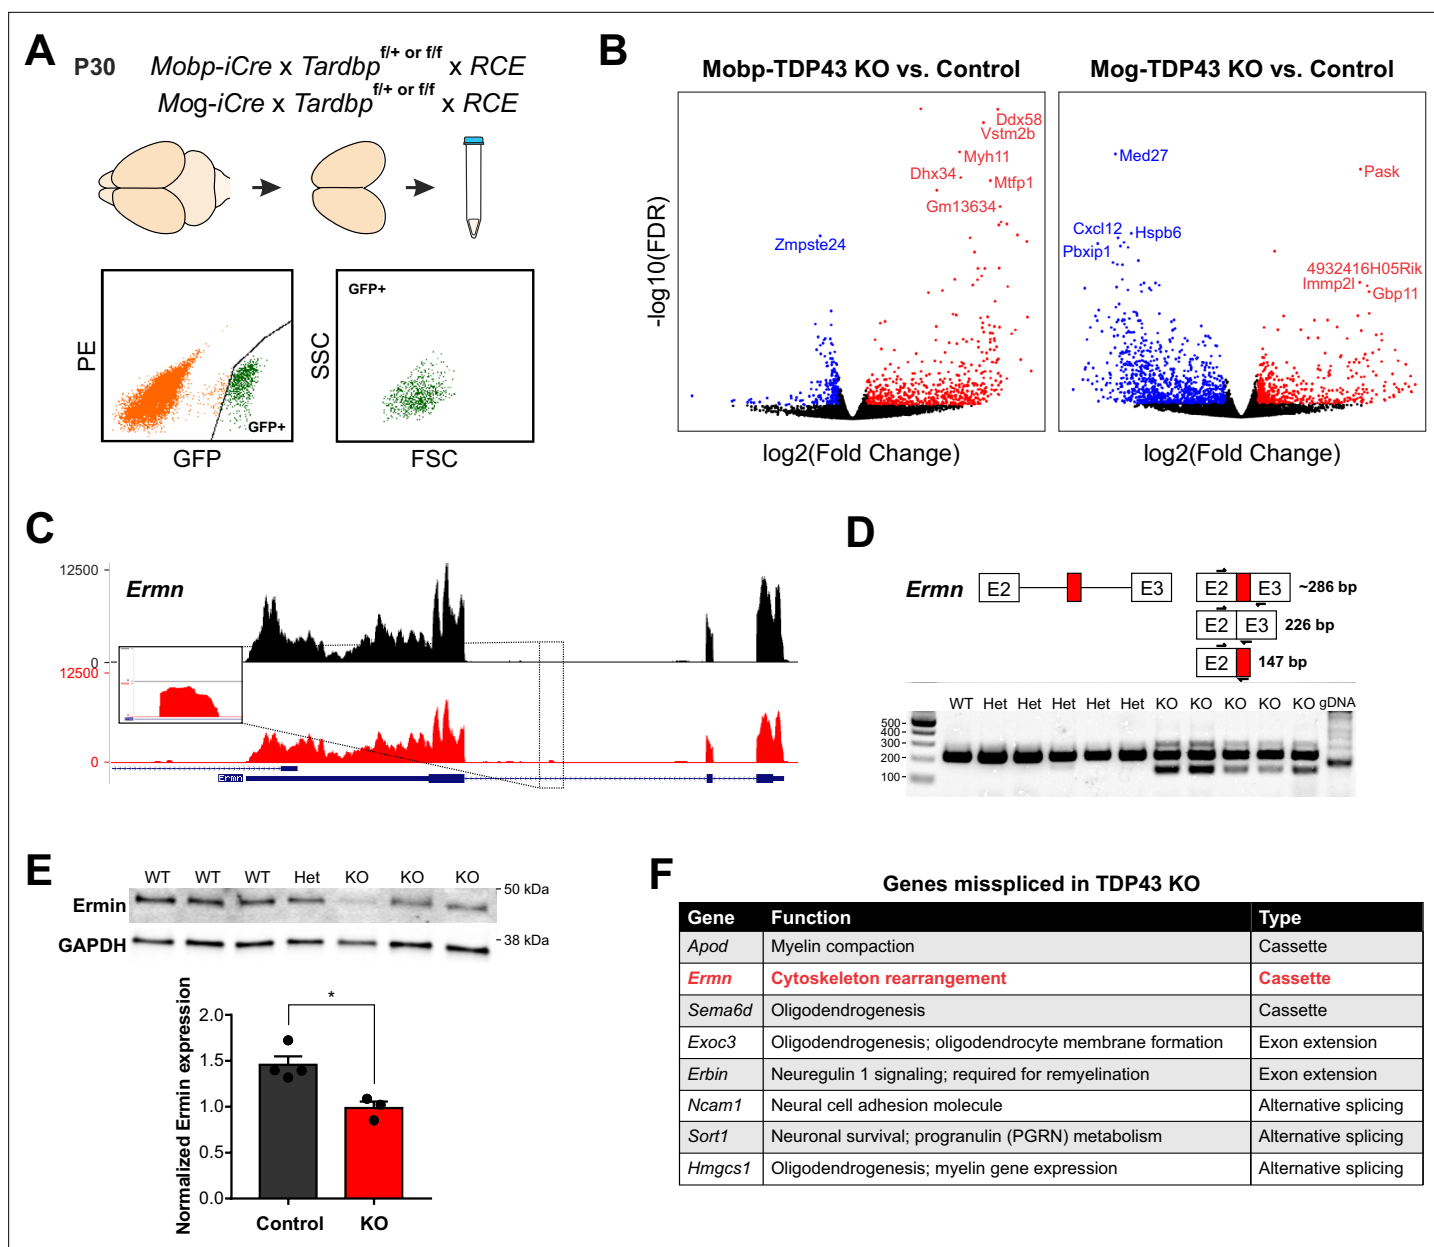 A
P30 Mobp-iCre x Tardbp f/+ or f/f x RCE
Mog-iCre x Tardbp f/+ or f/f x RCE
PE
GFP+
GFP
GFP+
SSC
FSC
B
Mobp-TDP43 KO vs. Control
Mog-TDP43 KO vs. Control
-log10(FDR)
Ddx58
Vstm2b
Myh11
Dhx34
Mtfp1
Gm13634
Zmpste24
log2(Fold Change)
Med27
Pask
Cxcl12
Hspb6
Pbxip1
4932416H05Rik
Immp2l
Gbp11
log2(Fold Change)
C
12500
Ermn
0
12500
0
Ermn
D
Ermn E2 E3
E2 E3 ~286 bp
E2 E3 226 bp
E2 147 bp
WT Het Het Het Het Het KO KO KO KO KO gDNA
500
400
300
200
100
E
WT WT WT Het KO KO KO
50 kDa
Ermin
GAPDH
38 kDa
Normalized Ermin expression
*
2.0
1.5
1.0
0.5
0.0
Control KO
F
Genes misspliced in TDP43 KO
Gene Function Type
Apod Myelin compaction Cassette
Ermn Cytoskeleton rearrangement Cassette
Sema6d Oligodendrogenesis Cassette
Exoc3 Oligodendrogenesis; oligodendrocyte membrane formation Exon extension
Erbin Neuregulin 1 signaling; required for remyelination Exon extension
Ncam1 Neural cell adhesion molecule Alternative splicing
Sort1 Neuronal survival; progranulin (PGRN) metabolism Alternative splicing
Hmgcs1 Oligodendrogenesis; myelin gene expression Alternative splicing